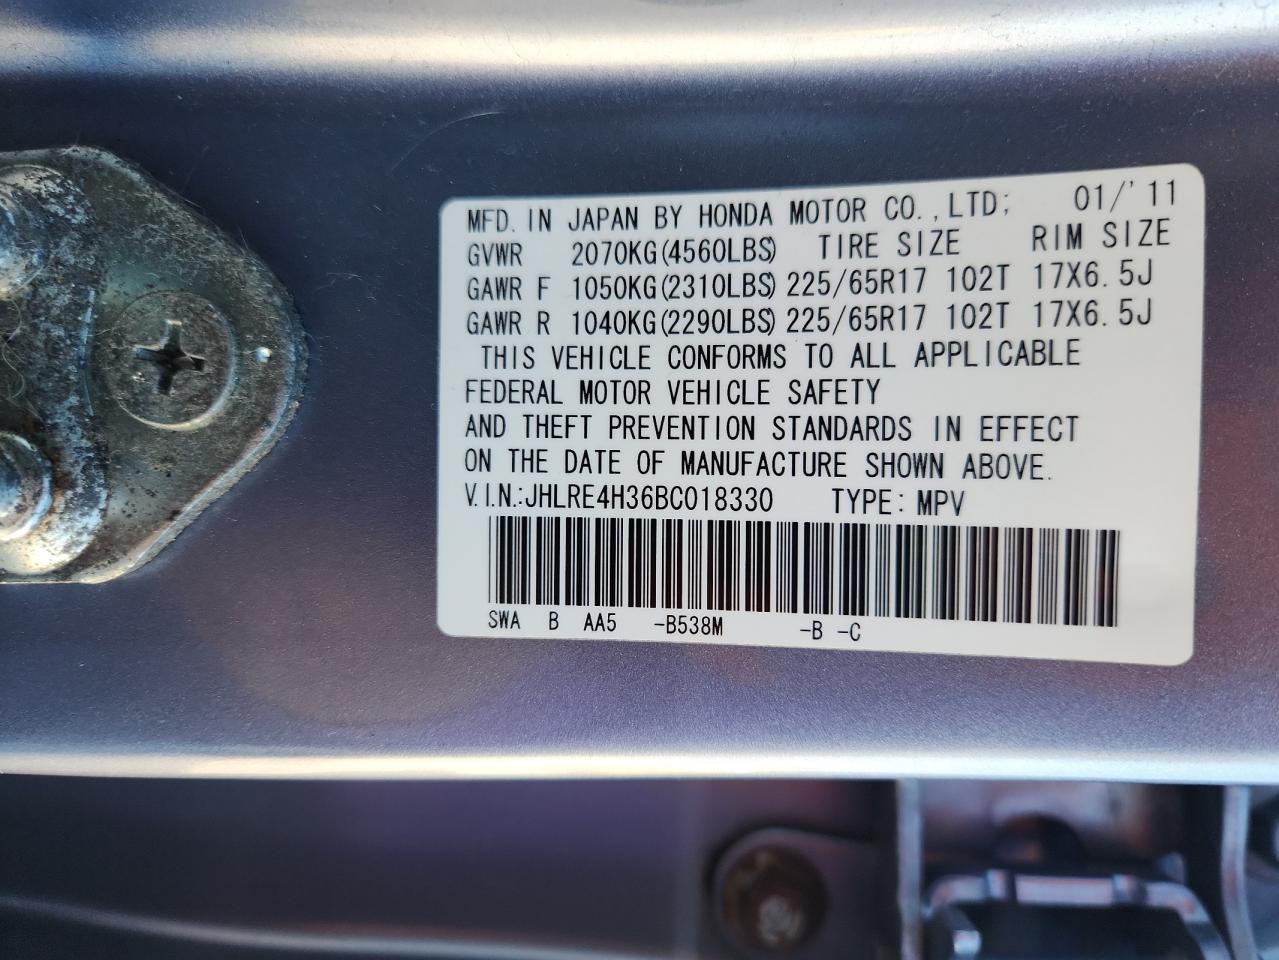 MFD. IN JAPAN BY HONDA MOTOR CO.,LTD; 01/'11
GVWR 2070KG(4560LBS) TIRE SIZE RIM SIZE
GAWR F 1050KG(2310LBS) 225/65R17 102T 17X6.5J
GAWR R 1040KG(2290LBS) 225/65R17 102T 17X6.5J
THIS VEHICLE CONFORMS TO ALL APPLICABLE
FEDERAL MOTOR VEHICLE SAFETY
AND THEFT PREVENTION STANDARDS IN EFFECT
ON THE DATE OF MANUFACTURE SHOWN ABOVE.
V.I.N.:JHLRE4H36BC018330 TYPE: MPV
SWA B AA5 -B538M -B -C